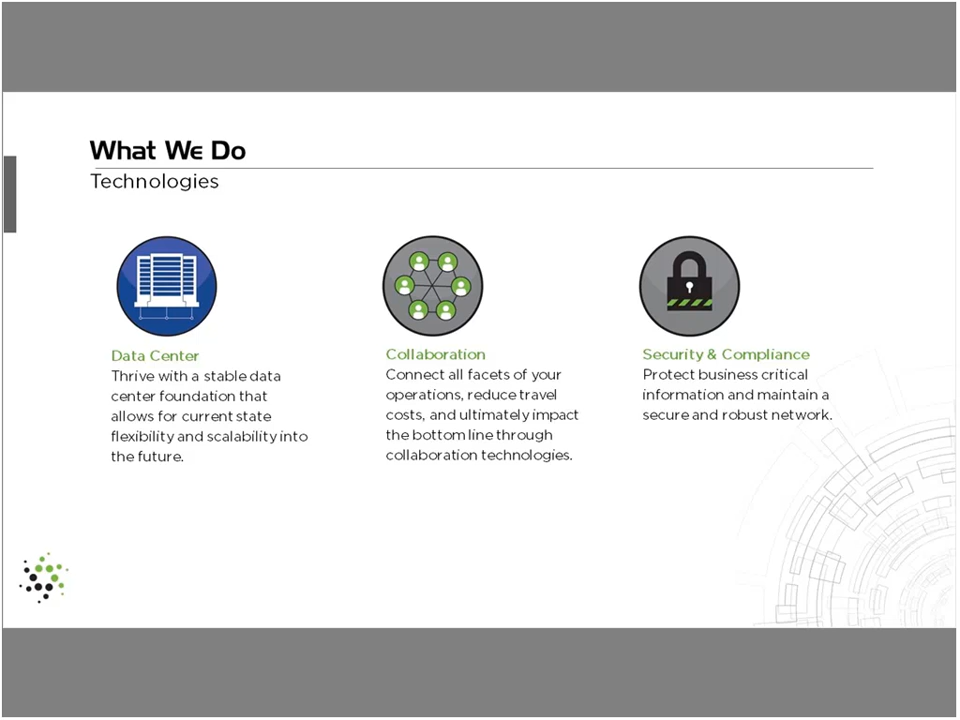 What We Do
Technologies
Data Center
Thrive with a stable data
center foundation that
allows for current state
flexibility and scalability into
the future.
Collaboration
Connect all facets of your
operations, reduce travel
costs, and ultimately impact
the bottom line through
collaboration technologies.
Security & Compliance
Protect business critical
information and maintain a
secure and robust network.